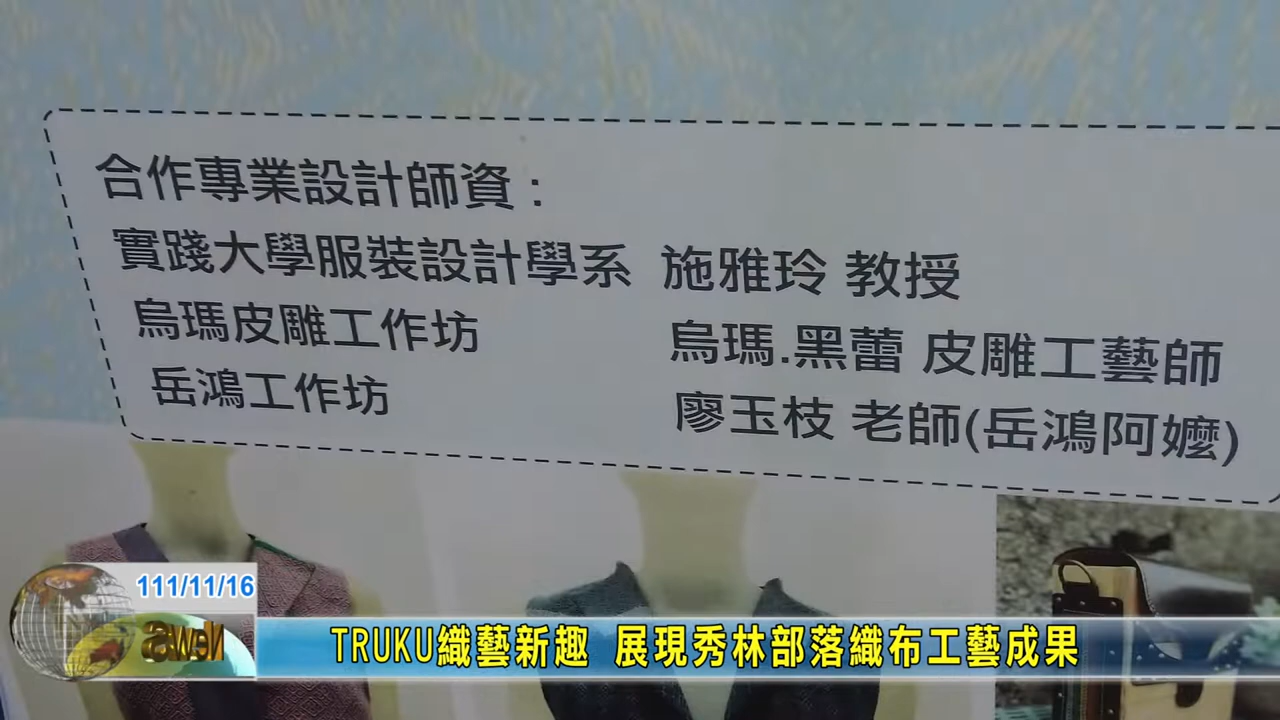 合作專業設計師資：
實踐大學服裝設計學系 施雅玲 教授
烏瑪皮雕工作坊 烏瑪.黑蕾 皮雕工藝師
岳鴻工作坊 廖玉枝 老師(岳鴻阿嬤)
111/11/16
News
TRUKU織藝新趣 展現秀林部落織布工藝成果